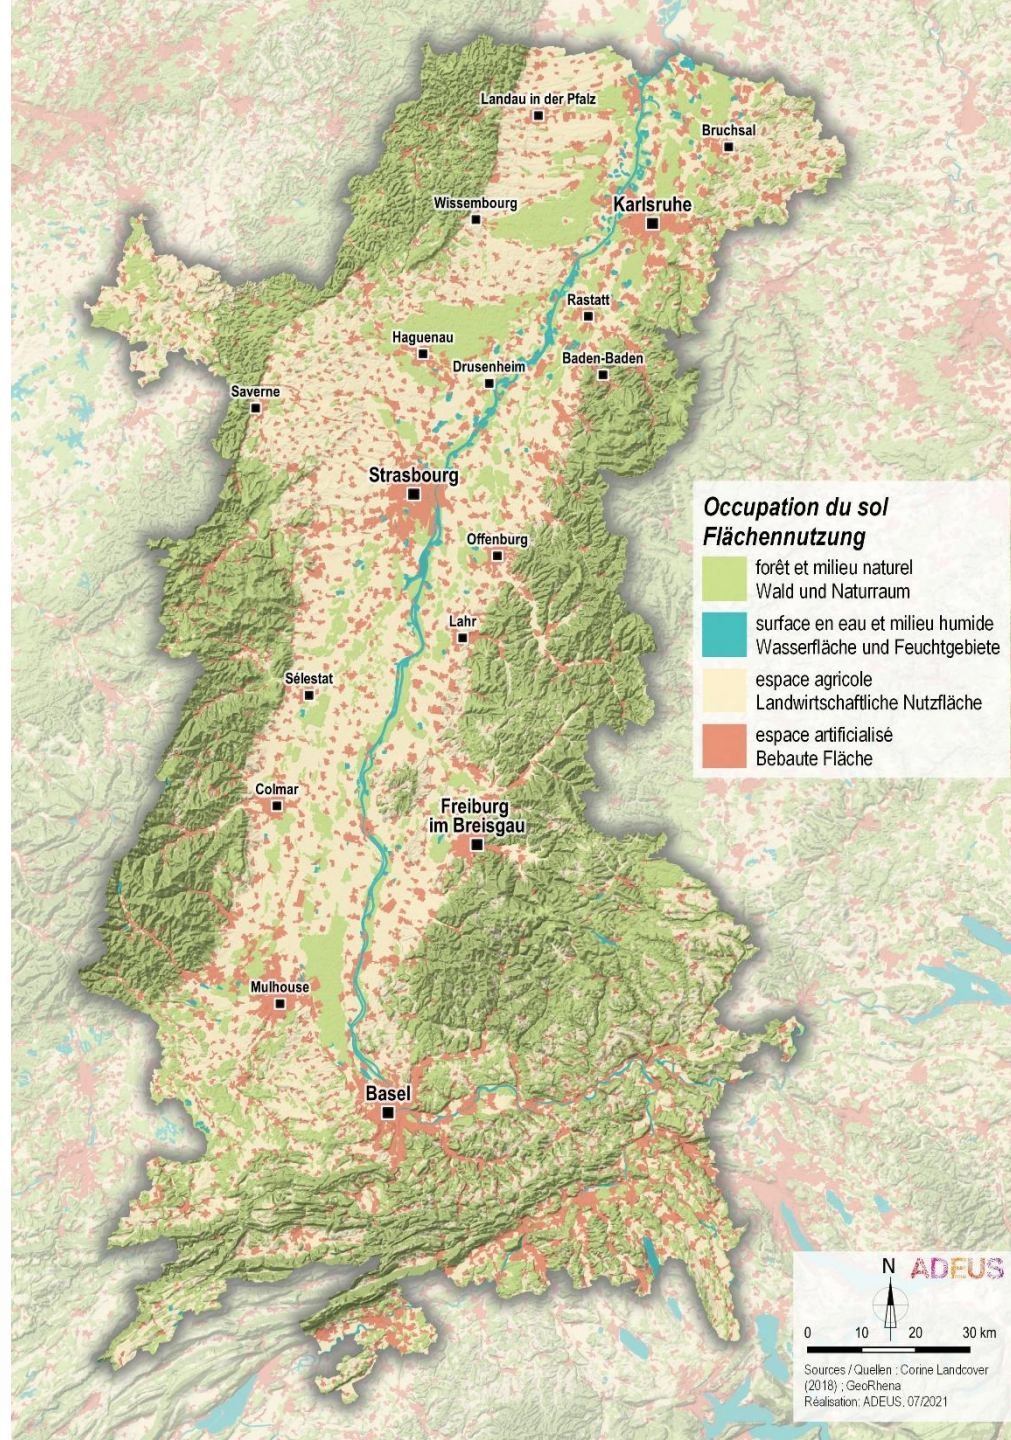 Landau in der Pfalz
Bruchsal
Wissembourg
Karlsruhe
Rastatt
Haguenau
Drusenheim
Baden-Baden
Saverne
Strasbourg
Offenburg
Lahr
Sélestat
Colmar
Freiburg
im Breisgau
Mulhouse
Basel
Occupation du sol
Flächennutzung
forêt et milieu naturel
Wald und Naturraum
surface en eau et milieu humide
Wasserfläche und Feuchtgebiete
espace agricole
Landwirtschaftliche Nutzfläche
espace artificialisé
Bebaute Fläche
N ADEUS
0 10 20 30 km
Sources / Quellen : Corine Landcover
(2018) ; GeoRhena
Réalisation: ADEUS, 07/2021